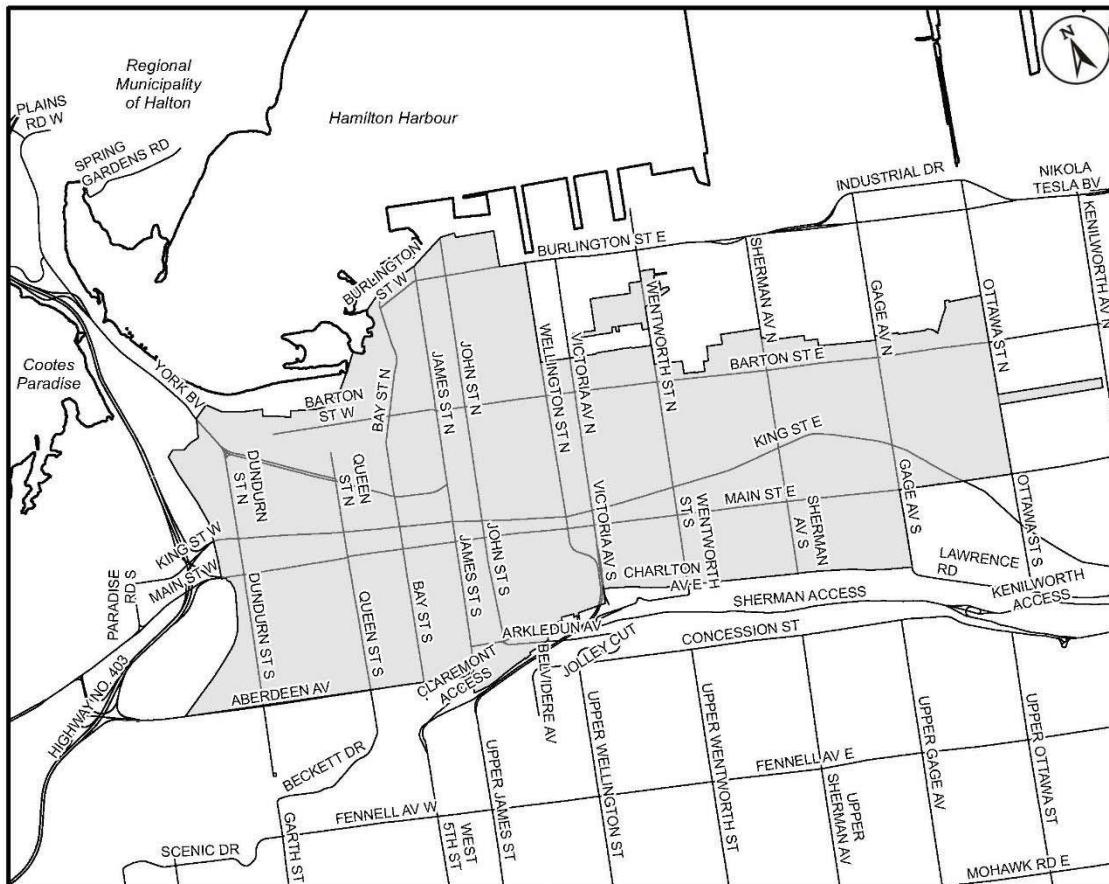 N
Regional
Municipality
of Halton
PLAINS
RD W
Hamilton Harbour
SPRING
GARDENS RD
INDUSTRIAL DR
NIKOLA
TESLA BV
KENILWORTH AV N
BURLINGTON ST E
BURLINGTON
ST W
SHERMAN AV N
GAGE AV N
OTTAWA ST N
WENTWORTH ST N
VICTORIA AV N
WELLINGTON ST N
JOHN ST N
JAMES ST N
BAY ST N
Cootes
Paradise
YORK BV
BARTON
ST W
BARTON ST E
KING ST E
DUNDURN
ST N
QUEEN
ST N
MAIN ST E
GAGE AV S
OTTAWA ST S
VICTORIA AV S
WENTWORTH
ST S
SHERMAN
AV S
KING ST W
MAIN ST W
PARADISE
RD S
JOHN ST S
JAMES ST S
BAY ST S
QUEEN ST S
DUNDURN ST S
CHARLTON
AV E
LAWRENCE
RD
SHERMAN ACCESS
KENILWORTH
ACCESS
ARKLEDUN AV
CONCESSION ST
JOLLEY CUT
CLAREMONT
ACCESS
BELVIDERE AV
HIGHWAY NO. 403
ABERDEEN AV
BECKETT DR
UPPER JAMES ST
UPPER WELLINGTON ST
UPPER WENTWORTH ST
UPPER
SHERMAN AV
UPPER GAGE AV
UPPER OTTAWA ST
FENNELL AV E
FENNELL AV W
WEST
5TH ST
GARTH ST
SCENIC DR
MOHAWK RD E